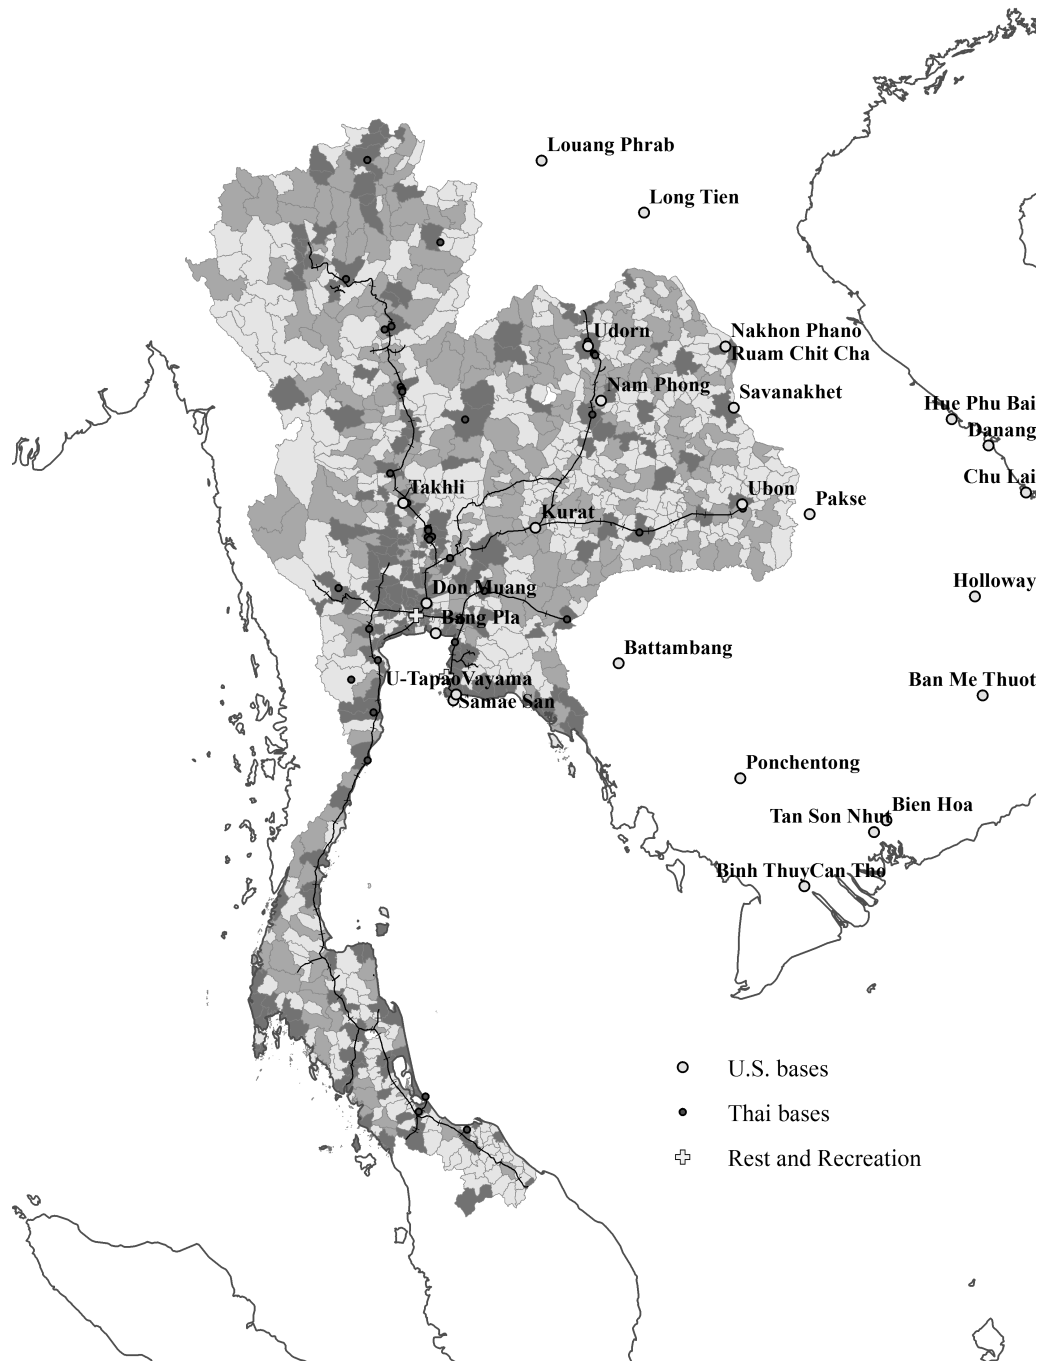 Louang Phrab
Long Tien
Udorn
Nakhon Phano
Ruam Chit Cha
Nam Phong
Savanakhet
Hue Phu Bai
Danang
Chu Lai
Takhli
Ubon
Pakse
Kurat
Holloway
Don Muang
Bang Pla
Battambang
U-TapaoVayama
Ban Me Thuot
Samae San
Ponchentong
Bien Hoa
Tan Son Nhut
Binh ThuyCan Tho
U.S. bases
Thai bases
Rest and Recreation